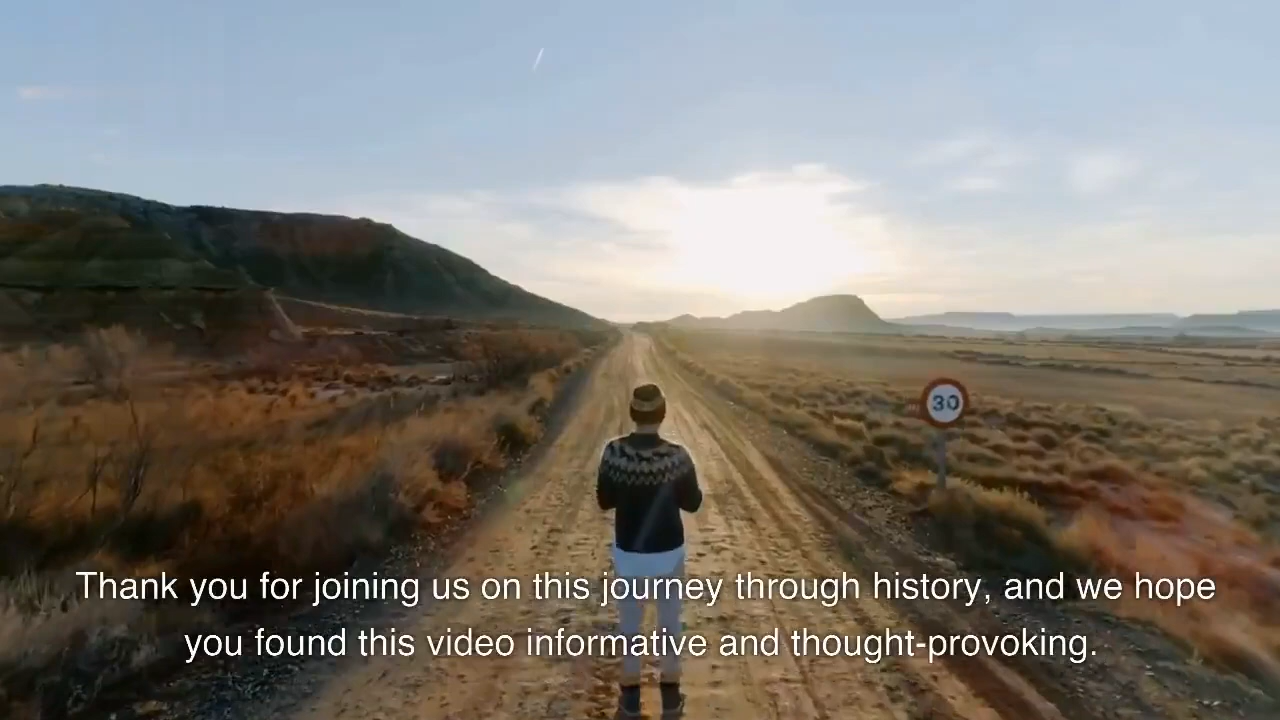 30
Thank you for joining us on this journey through history, and we hope
you found this video informative and thought-provoking.